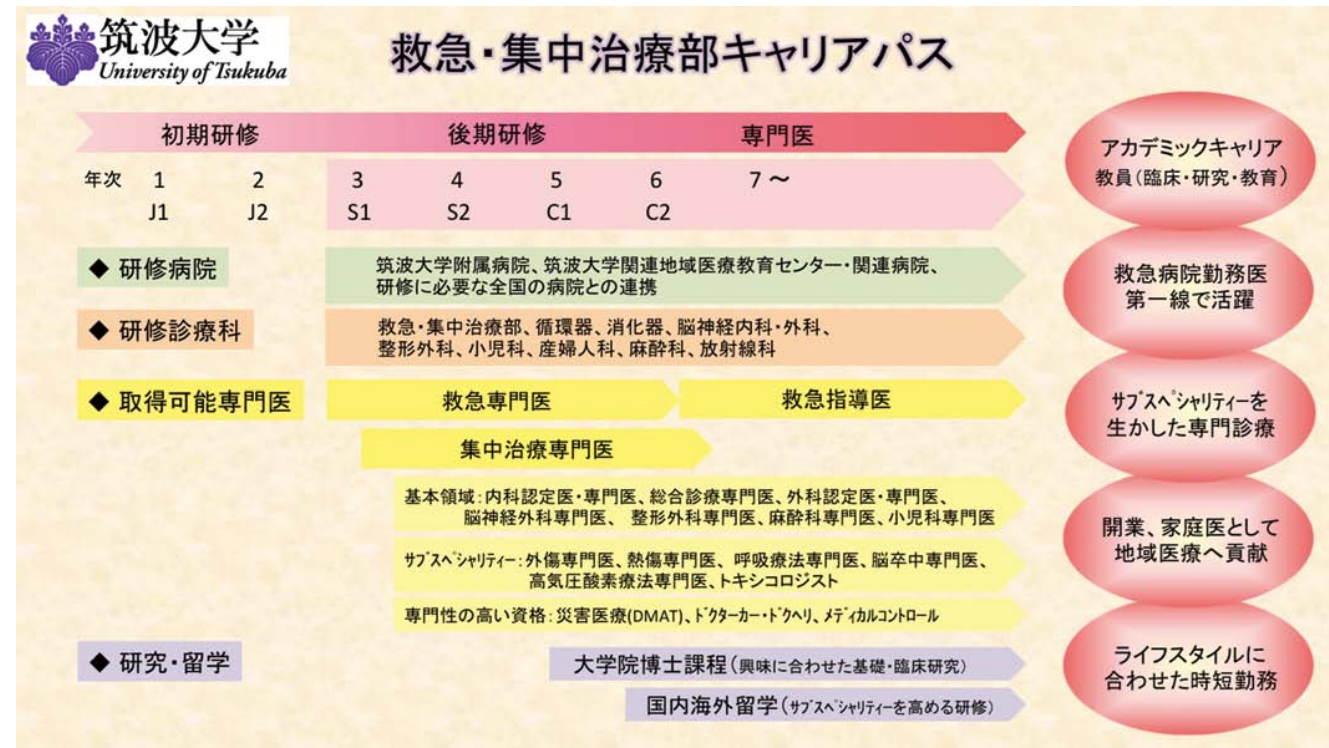 筑波大学
University of Tsukuba
救急・集中治療部キャリアパス
初期研修 後期研修 専門医
年次 1 2 3 4 5 6 7～
J1 J2 S1 S2 C1 C2
◆ 研修病院
筑波大学附属病院、筑波大学関連地域医療教育センター・関連病院、
研修に必要な全国の病院との連携
◆ 研修診療科
救急・集中治療部、循環器、消化器、脳神経内科・外科、
整形外科、小児科、産婦人科、麻酔科、放射線科
◆ 取得可能専門医
救急専門医 救急指導医
集中治療専門医
基本領域：内科認定医・専門医、総合診療専門医、外科認定医・専門医、
脳神経外科専門医、 整形外科専門医、麻酔科専門医、小児科専門医
ｻﾌﾞｽﾍﾟｼｬﾘﾃｨｰ：外傷専門医、熱傷専門医、 呼吸療法専門医、脳卒中専門医、
高気圧酸素療法専門医、トキシコロジスト
専門性の高い資格：災害医療(DMAT)、ﾄﾞｸﾀｰｶｰ・ﾄﾞｸﾍﾘ、ﾒﾃﾞｨｶﾙｺﾝﾄﾛｰﾙ
◆ 研究・留学
大学院博士課程（興味に合わせた基礎・臨床研究）
国内海外留学（ｻﾌﾞｽﾍﾟｼｬﾘﾃｨｰを高める研修）
アカデミックキャリア
教員（臨床・研究・教育）
救急病院勤務医
第一線で活躍
ｻﾌﾞｽﾍﾟｼｬﾘﾃｨｰを
生かした専門診療
開業、家庭医として
地域医療へ貢献
ライフスタイルに
合わせた時短勤務